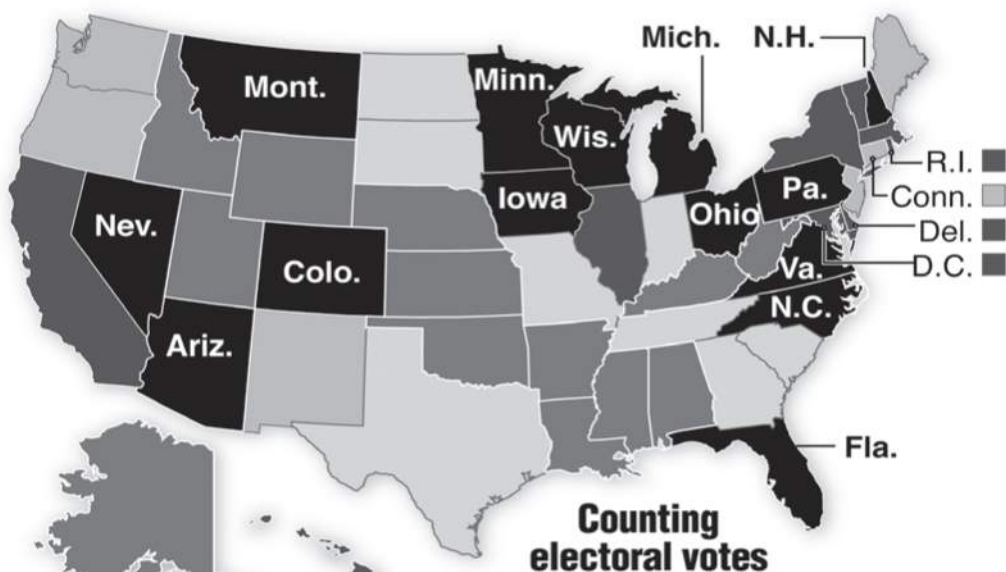 Mich.
N.H.
Mont.
Minn.
Wis.
R.I.
Iowa
Pa.
Conn.
Ohio
Nev.
Del.
Colo.
Va.
D.C.
N.C.
Ariz.
Fla.
Counting
electoral votes